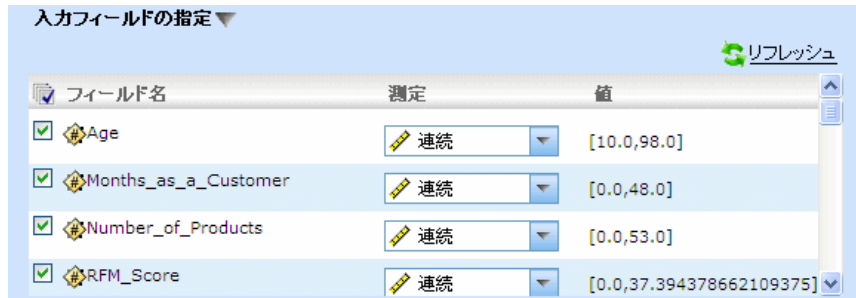 入力フィールドの指定
リフレッシュ
フィールド名 測定 値
Age 連続 [10.0,98.0]
Months_as_a_Customer 連続 [0.0,48.0]
Number_of_Products 連続 [0.0,53.0]
RFM_Score 連続 [0.0,37.394378662109375]